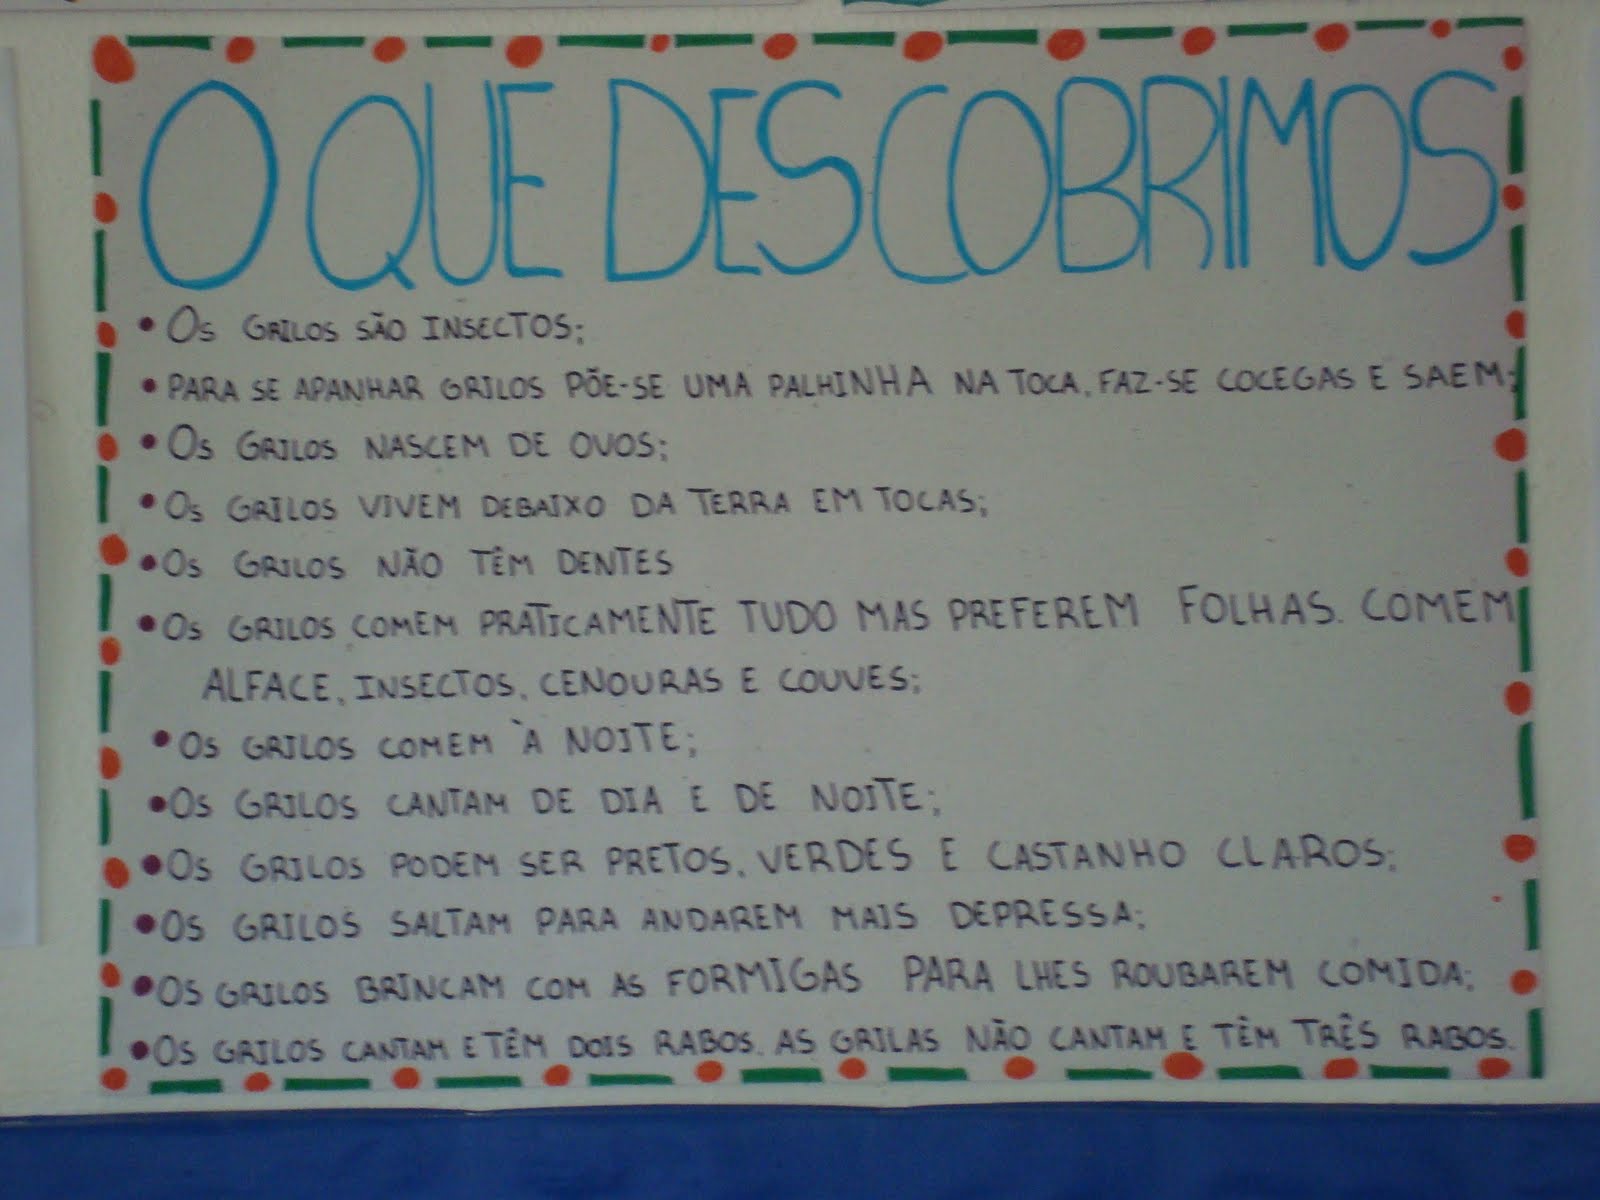 O QUE DESCOBRIMOS
• OS GRILOS SÃO INSECTOS;
• PARA SE APANHAR GRILOS PÕE-SE UMA PALHINHA NA TOCA, FAZ-SE COCEGAS E SAEM;
• OS GRILOS NASCEM DE OVOS;
• OS GRILOS VIVEM DEBAIXO DA TERRA EM TOCAS;
• OS GRILOS NÃO TÊM DENTES
• OS GRILOS COMEM PRATICAMENTE TUDO MAS PREFEREM FOLHAS. COMEM
ALFACE, INSECTOS, CENOURAS E COUVES;
• OS GRILOS COMEM À NOITE;
• OS GRILOS CANTAM DE DIA E DE NOITE;
• OS GRILOS PODEM SER PRETOS, VERDES E CASTANHO CLAROS;
• OS GRILOS SALTAM PARA ANDAREM MAIS DEPRESSA;
• OS GRILOS BRINCAM COM AS FORMIGAS PARA LHES ROUBAREM COMIDA;
• OS GRILOS CANTAM E TÊM DOIS RABOS. AS GRILAS NÃO CANTAM E TÊM TRÊS RABOS.